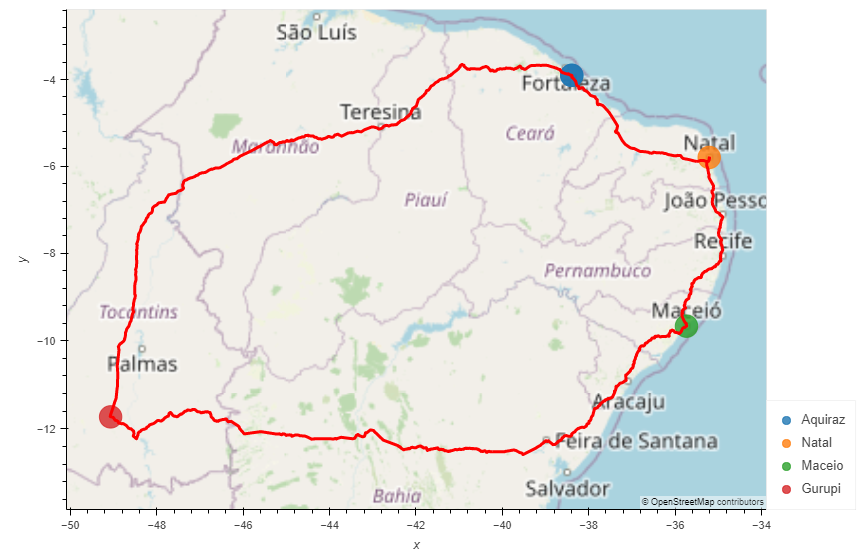 São Luís
-4
Fortaleza
Teresina
Ceará
Maranhão
Natal
-6
Piauí
João Pesso
y
-8
Recife
Pernambuco
Tocantins
Maceió
-10
Palmas
Aracaju
-12
Feira de Santana
Salvador
Bahia
© OpenStreetMap contributors
-50
-48
-46
-44
-42
-40
-38
-36
-34
x
Aquiraz
Natal
Maceio
Gurupi